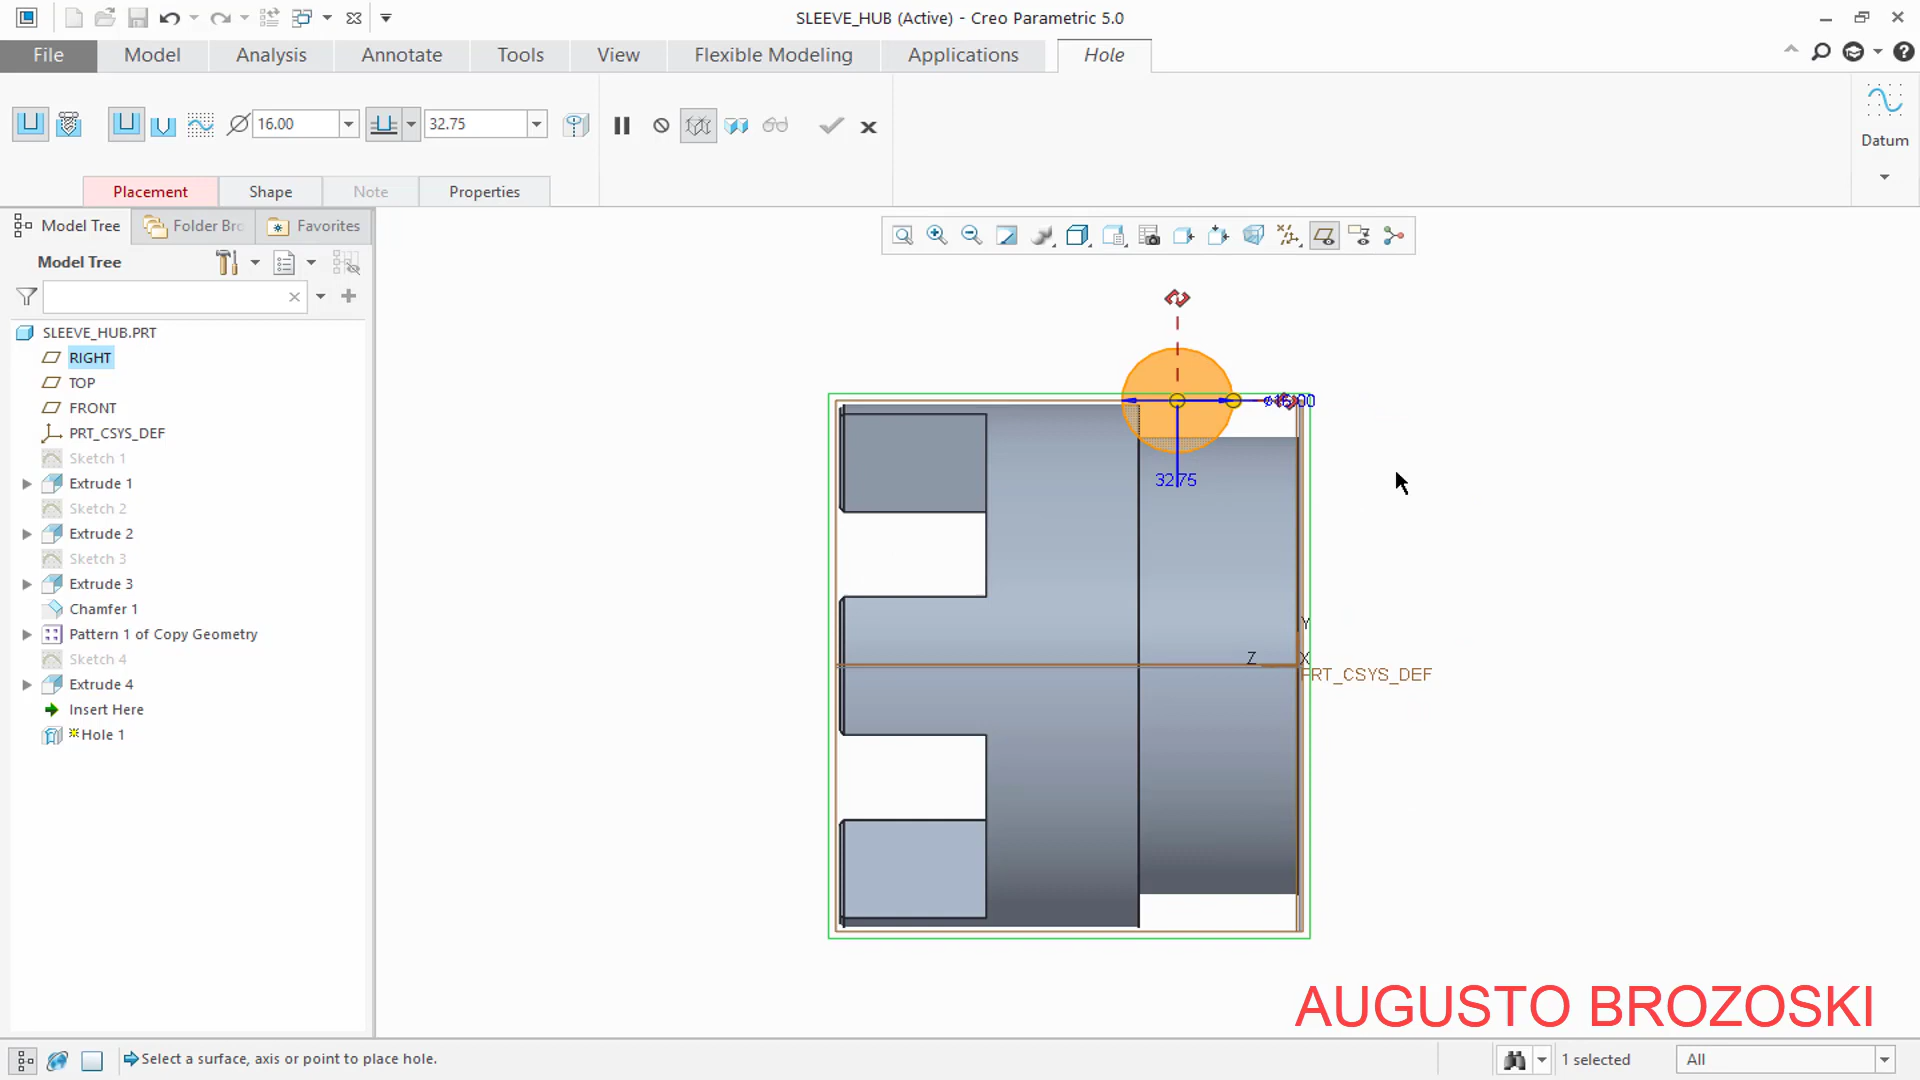 SLEEVE_HUB (Active) - Creo Parametric 5.0
File Model Analysis Annotate Tools View Flexible Modeling Applications Hole
16.00 32.75
Datum
Placement Shape Note Properties
Model Tree Folder Br Favorites
Model Tree
SLEEVE_HUB.PRT
RIGHT
TOP
FRONT
PRT_CSYS_DEF
Sketch 1
Extrude 1
Sketch 2
Extrude 2
Sketch 3
Extrude 3
Chamfer 1
Pattern 1 of Copy Geometry
Sketch 4
Extrude 4
Insert Here
Hole 1
32.75
Y
Z X
PRT_CSYS_DEF
AUGUSTO BROZOSKI
Select a surface, axis or point to place hole.
1 selected
All